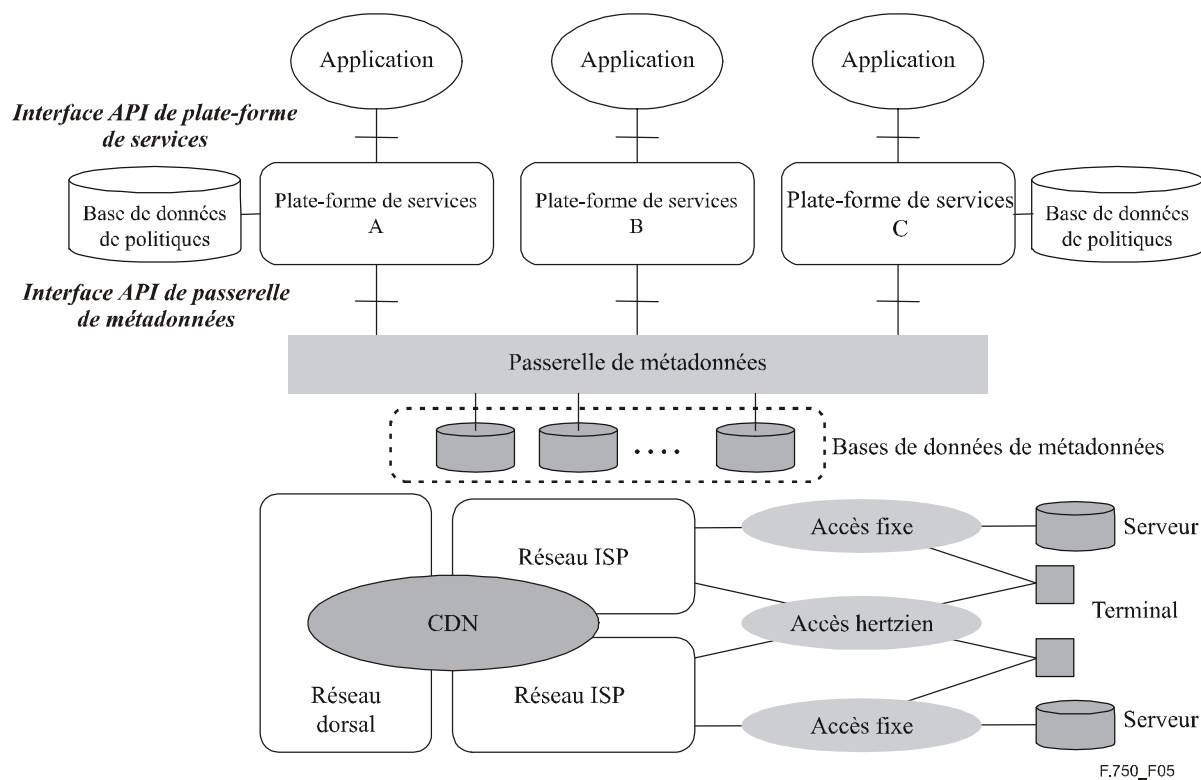 Application
Application
Application
Interface API de plate-forme
de services
Base de données
de politiques
Plate-forme de services
A
Plate-forme de services
B
Plate-forme de services
C
Base de données
de politiques
Interface API de passerelle
de métadonnées
Passerelle de métadonnées
....
Bases de données de métadonnées
Accès fixe
Serveur
Réseau ISP
CDN
Accès hertzien
Terminal
Réseau
dorsal
Réseau ISP
Accès fixe
Serveur
F.750_F05